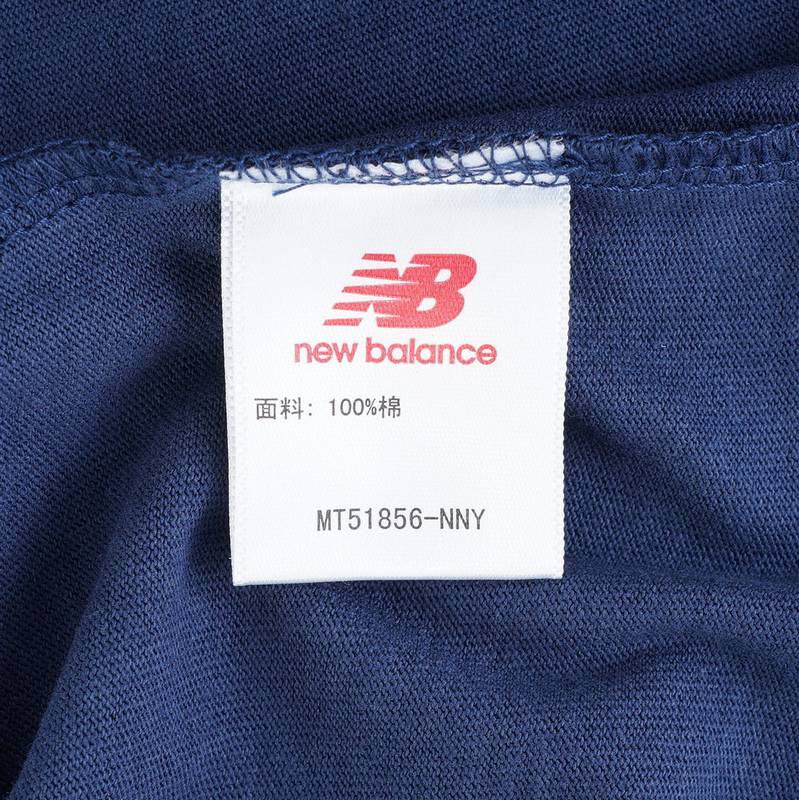 NB
new balance
面料: 100%棉
MT51856-NNY